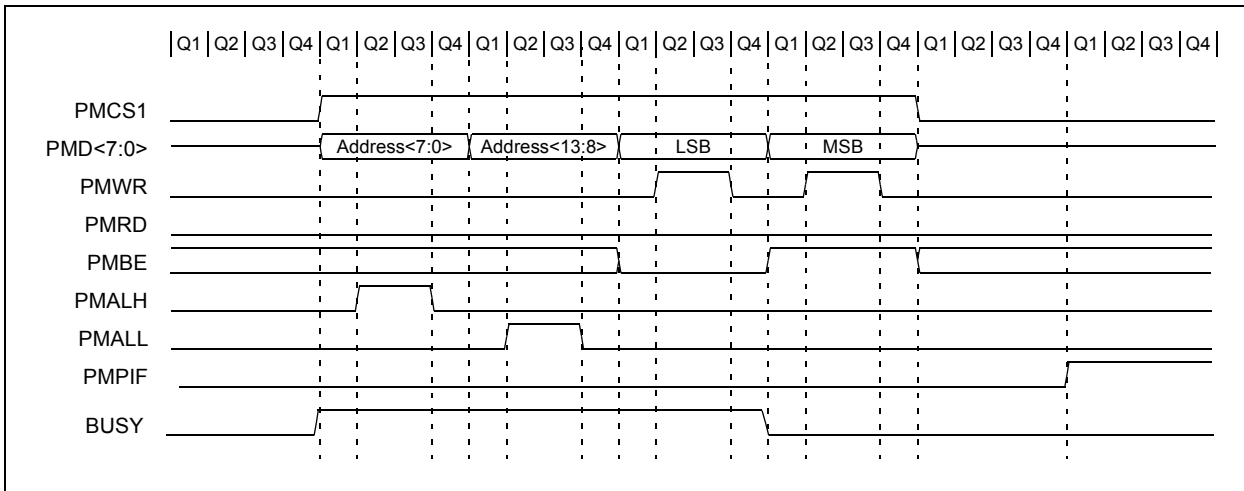 Q1 Q2 Q3 Q4 Q1 Q2 Q3 Q4 Q1 Q2 Q3 Q4 Q1 Q2 Q3 Q4 Q1 Q2 Q3 Q4 Q1 Q2 Q3 Q4 Q1 Q2 Q3 Q4
PMCS1
PMD<7:0> Address<7:0> Address<13:8> LSB MSB
PMWR
PMRD
PMBE
PMALH
PMALL
PMPIF
BUSY